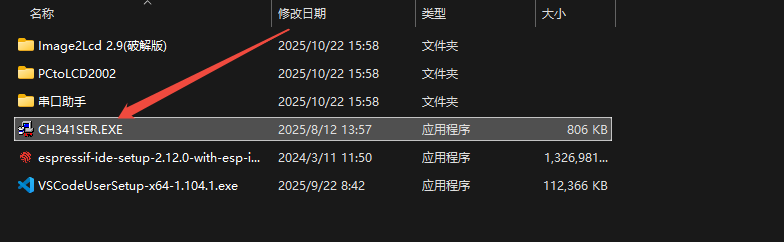 名称 修改日期 类型 大小
Image2Lcd 2.9(破解版) 2025/10/22 15:58 文件夹
PCtoLCD2002 2025/10/22 15:58 文件夹
串口助手 2025/10/22 15:58 文件夹
CH341SER.EXE 2025/8/12 13:57 应用程序 806 KB
espressif-ide-setup-2.12.0-with-esp-i... 2024/3/11 11:50 应用程序 1,326,981...
VSCodeUserSetup-x64-1.104.1.exe 2025/9/22 8:42 应用程序 112,366 KB